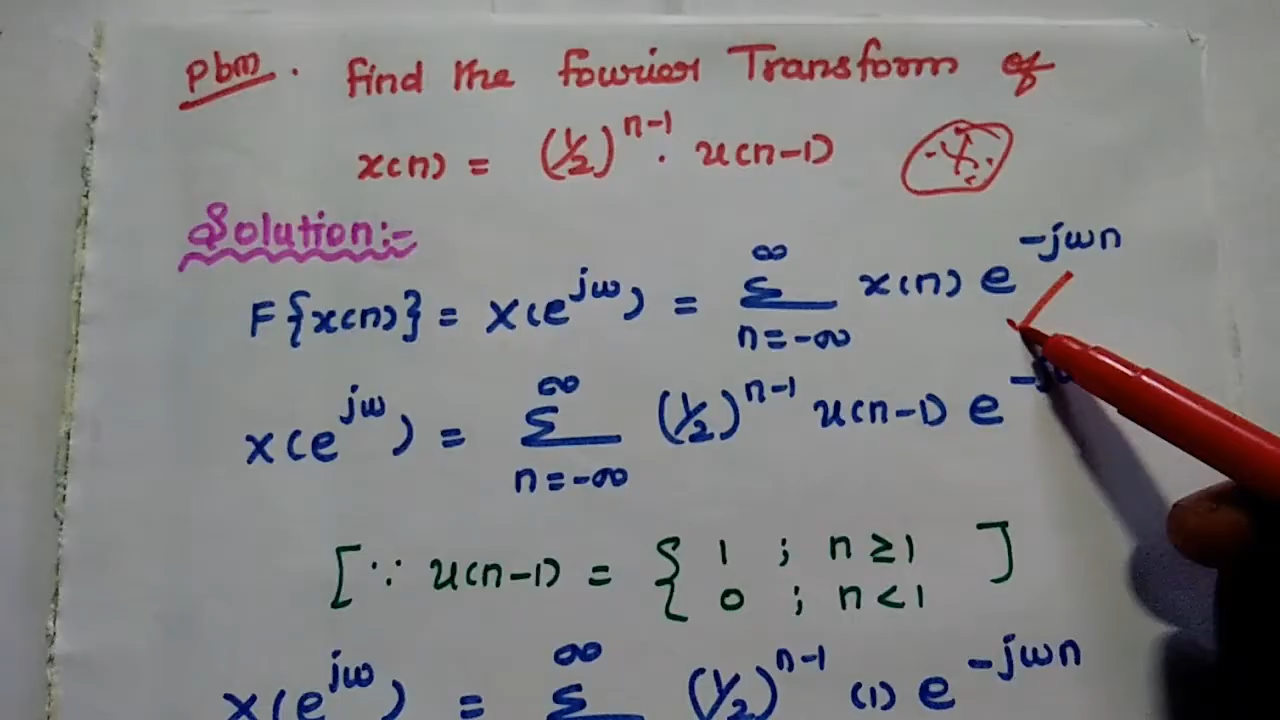 Pbm. Find the Fourier Transform of
x(n) = (1/2)^{n-1} . u(n-1)
Solution:-
F{x(n)} = X(e^{jω}) = Σ_{n=-∞}^{∞} x(n) e^{-jωn}
X(e^{jω}) = Σ_{n=-∞}^{∞} (1/2)^{n-1} u(n-1) e^{-j
[∵ u(n-1) = { 1 ; n ≥ 1
0 ; n < 1 ]
X(e^{jω}) = Σ^{∞} (1/2)^{n-1} (1) e^{-jωn}